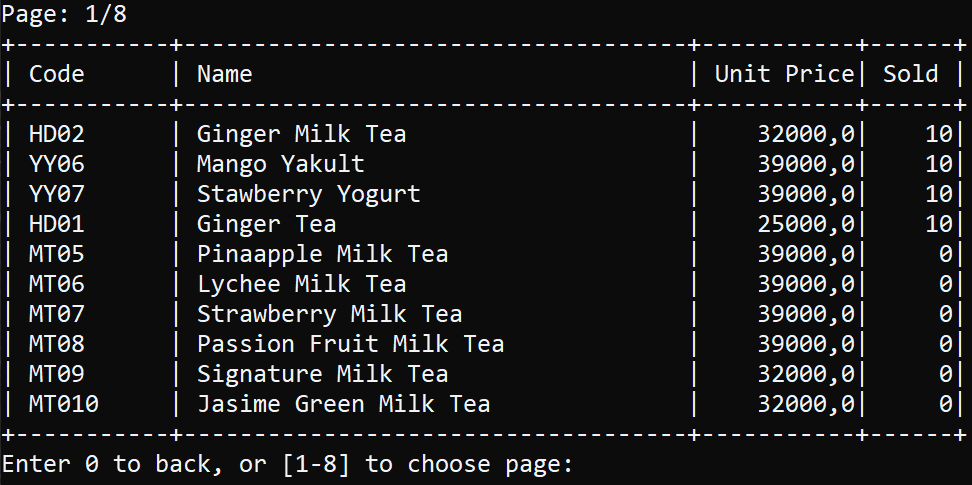 Page: 1/8
+-----------+------------------------------------+-----------+------+
| Code      | Name                               | Unit Price| Sold |
+-----------+------------------------------------+-----------+------+
| HD02      | Ginger Milk Tea                    |    32000,0|    10|
| YY06      | Mango Yakult                       |    39000,0|    10|
| YY07      | Stawberry Yogurt                   |    39000,0|    10|
| HD01      | Ginger Tea                         |    25000,0|    10|
| MT05      | Pinaapple Milk Tea                 |    39000,0|     0|
| MT06      | Lychee Milk Tea                    |    39000,0|     0|
| MT07      | Strawberry Milk Tea                |    39000,0|     0|
| MT08      | Passion Fruit Milk Tea             |    39000,0|     0|
| MT09      | Signature Milk Tea                 |    32000,0|     0|
| MT010     | Jasime Green Milk Tea              |    32000,0|     0|
+-----------+------------------------------------+-----------+------+
Enter 0 to back, or [1-8] to choose page: